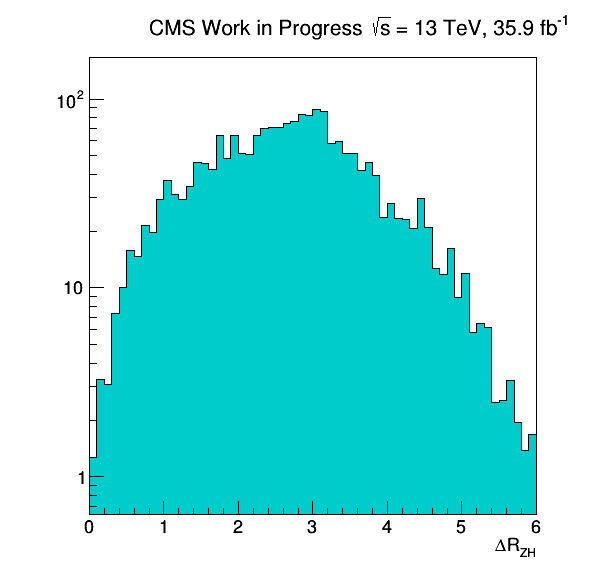 CMS Work in Progress √s = 13 TeV, 35.9 fb⁻¹
10²
10
1
0 1 2 3 4 5 6
ΔR_ZH